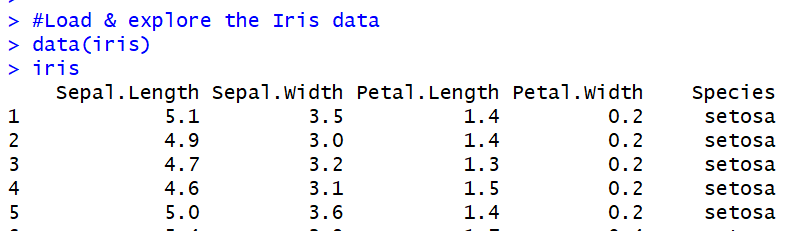 >
> #Load & explore the Iris data
> data(iris)
> iris
Sepal.Length Sepal.Width Petal.Length Petal.Width Species
1 5.1 3.5 1.4 0.2 setosa
2 4.9 3.0 1.4 0.2 setosa
3 4.7 3.2 1.3 0.2 setosa
4 4.6 3.1 1.5 0.2 setosa
5 5.0 3.6 1.4 0.2 setosa